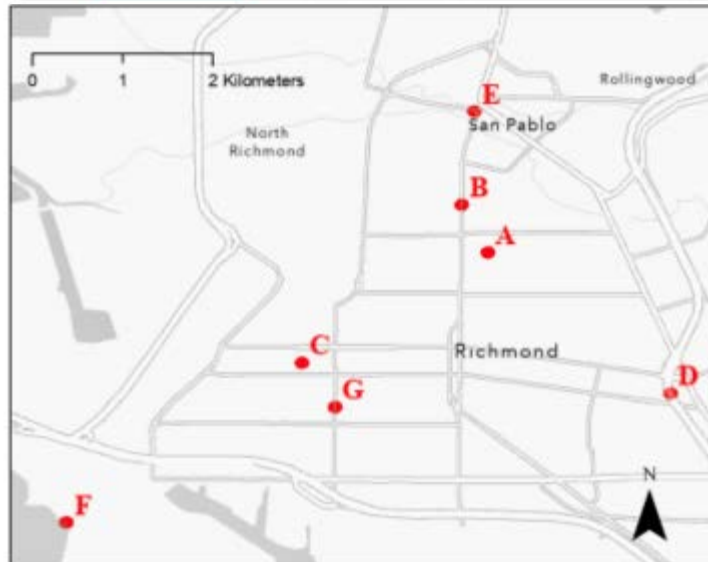 0 1 2 Kilometers
Rollingwood
E
San Pablo
North
Richmond
B
A
C
Richmond
D
G
N
F